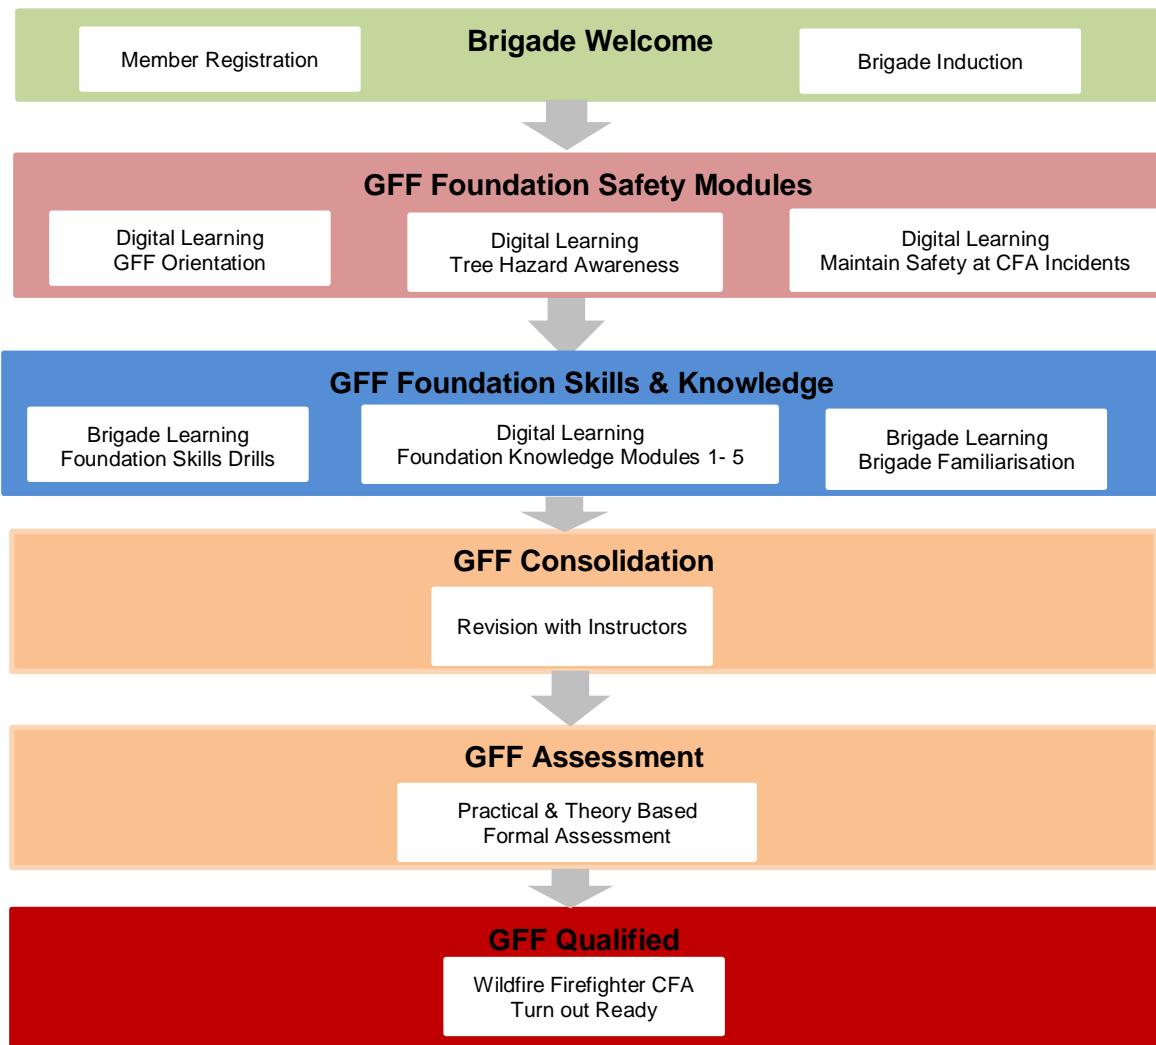 Brigade Welcome
Member Registration
Brigade Induction
GFF Foundation Safety Modules
Digital Learning
GFF Orientation
Digital Learning
Tree Hazard Awareness
Digital Learning
Maintain Safety at CFA Incidents
GFF Foundation Skills & Knowledge
Brigade Learning
Foundation Skills Drills
Digital Learning
Foundation Knowledge Modules 1- 5
Brigade Learning
Brigade Familiarisation
GFF Consolidation
Revision with Instructors
GFF Assessment
Practical & Theory Based
Formal Assessment
GFF Qualified
Wildfire Firefighter CFA
Turn out Ready